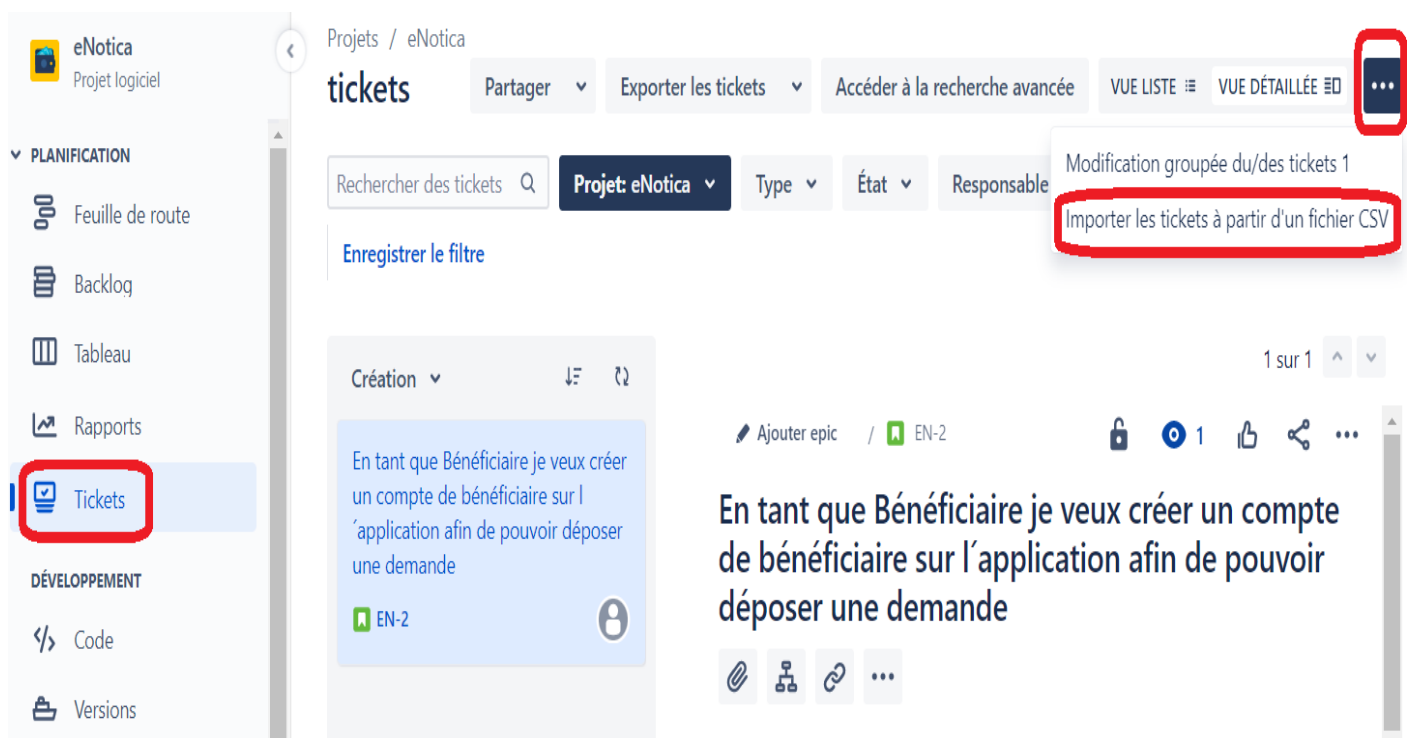 eNotica
Projet logiciel
PLANIFICATION
Feuille de route
Backlog
Tableau
Rapports
Tickets
DÉVELOPPEMENT
Code
Versions
Projets / eNotica
tickets
Partager
Exporter les tickets
Accéder à la recherche avancée
VUE LISTE
VUE DÉTAILLÉE
Modification groupée du/des tickets 1
Importer les tickets à partir d'un fichier CSV
Rechercher des tickets
Projet: eNotica
Type
État
Responsable
Enregistrer le filtre
Création
En tant que Bénéficiaire je veux créer
un compte de bénéficiaire sur l
´application afin de pouvoir déposer
une demande
EN-2
1 sur 1
Ajouter epic / EN-2
1
En tant que Bénéficiaire je veux créer un compte
de bénéficiaire sur l´application afin de pouvoir
déposer une demande